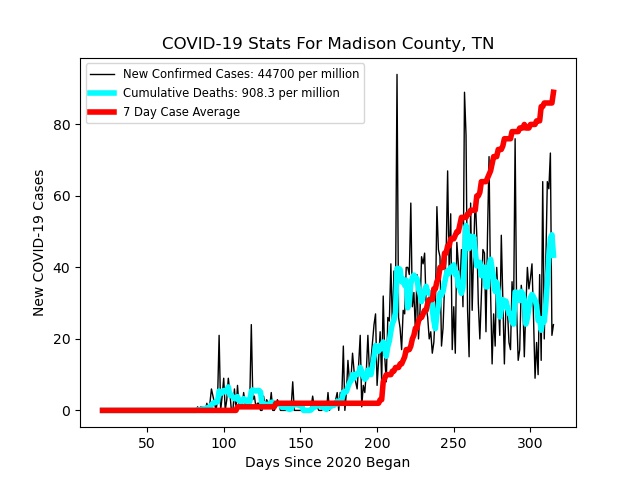 COVID-19 Stats For Madison County, TN
New Confirmed Cases: 44700 per million
Cumulative Deaths: 908.3 per million
7 Day Case Average
New COVID-19 Cases
80
60
40
20
0
50 100 150 200 250 300
Days Since 2020 Began